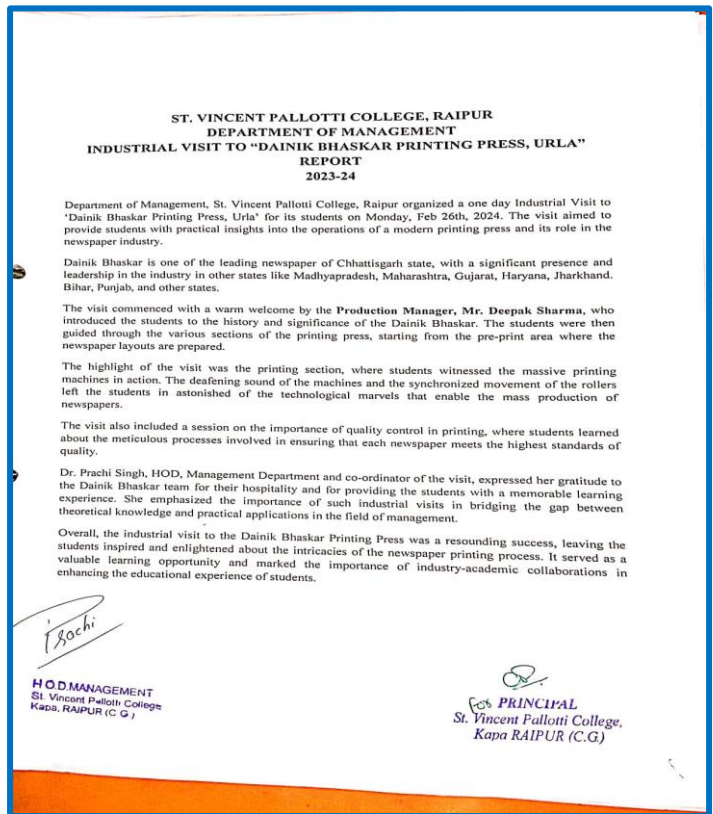 ST. VINCENT PALLOTTI COLLEGE, RAIPUR
DEPARTMENT OF MANAGEMENT
INDUSTRIAL VISIT TO “DAINIK BHASKAR PRINTING PRESS, URLA”
REPORT
2023-24
Department of Management, St. Vincent Pallotti College, Raipur organized a one day Industrial Visit to
‘Dainik Bhaskar Printing Press, Urla’ for its students on Monday, Feb 26th, 2024. The visit aimed to
provide students with practical insights into the operations of a modern printing press and its role in the
newspaper industry.
Dainik Bhaskar is one of the leading newspaper of Chhattisgarh state, with a significant presence and
leadership in the industry in other states like Madhyapradesh, Maharashtra, Gujarat, Haryana, Jharkhand.
Bihar, Punjab, and other states.
The visit commenced with a warm welcome by the Production Manager, Mr. Deepak Sharma, who
introduced the students to the history and significance of the Dainik Bhaskar. The students were then
guided through the various sections of the printing press, starting from the pre-print area where the
newspaper layouts are prepared.
The highlight of the visit was the printing section, where students witnessed the massive printing
machines in action. The deafening sound of the machines and the synchronized movement of the rollers
left the students in astonished of the technological marvels that enable the mass production of
newspapers.
The visit also included a session on the importance of quality control in printing, where students learned
about the meticulous processes involved in ensuring that each newspaper meets the highest standards of
quality.
Dr. Prachi Singh, HOD, Management Department and co-ordinator of the visit, expressed her gratitude to
the Dainik Bhaskar team for their hospitality and for providing the students with a memorable learning
experience. She emphasized the importance of such industrial visits in bridging the gap between
theoretical knowledge and practical applications in the field of management.
Overall, the industrial visit to the Dainik Bhaskar Printing Press was a resounding success, leaving the
students inspired and enlightened about the intricacies of the newspaper printing process. It served as a
valuable learning opportunity and marked the importance of industry-academic collaborations in
enhancing the educational experience of students.
Prachi
H O.D.MANAGEMENT
St. Vincent Pallotti College
Kapa, RAIPUR (C G )
For PRINCIPAL
St. Vincent Pallotti College,
Kapa RAIPUR (C.G.)